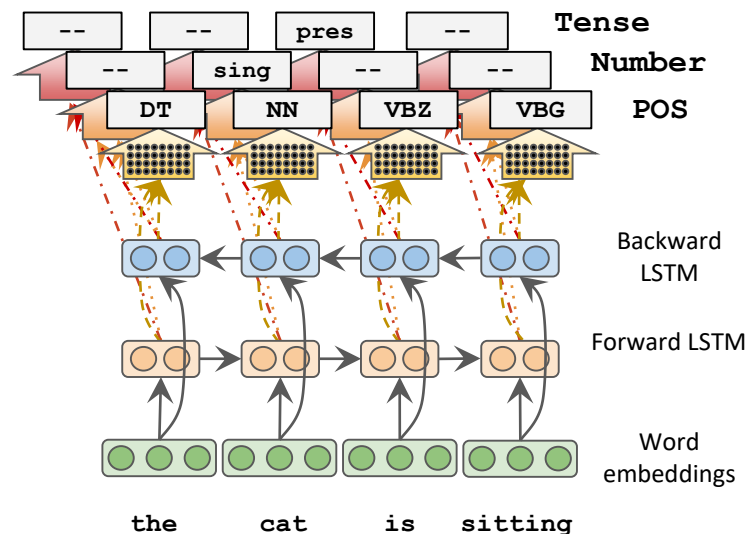 -- -- pres -- Tense
-- sing -- -- Number
DT NN VBZ VBG POS
Backward
LSTM
Forward LSTM
Word
embeddings
the cat is sitting